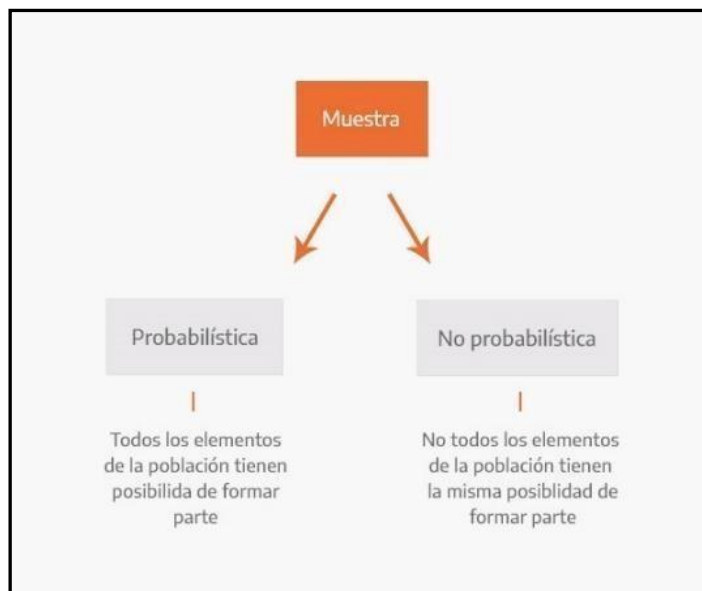 Muestra
Probabilística
Todos los elementos
de la población tienen
posibilida de formar
parte
No probabilística
No todos los elementos
de la población tienen
la misma posiblidad de
formar parte